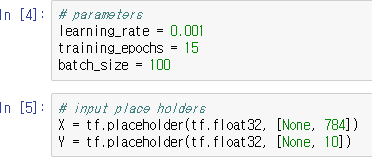 In [4]:
# parameters
learning_rate = 0.001
training_epochs = 15
batch_size = 100
In [5]:
# input place holders
X = tf.placeholder(tf.float32, [None, 784])
Y = tf.placeholder(tf.float32, [None, 10])